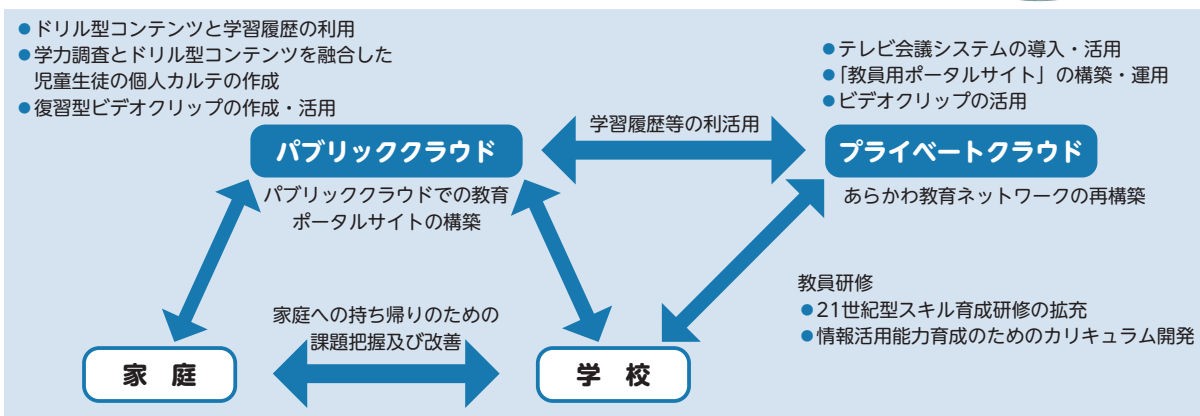 ●ドリル型コンテンツと学習履歴の利用
●学力調査とドリル型コンテンツを融合した
児童生徒の個人カルテの作成
●復習型ビデオクリップの作成・活用
●テレビ会議システムの導入・活用
●「教員用ポータルサイト」の構築・運用
●ビデオクリップの活用
学習履歴等の利活用
パブリッククラウド
プライベートクラウド
パブリッククラウドでの教育
ポータルサイトの構築
あらかわ教育ネットワークの再構築
教員研修
●21世紀型スキル育成研修の拡充
●情報活用能力育成のためのカリキュラム開発
家庭への持ち帰りのための
課題把握及び改善
家 庭
学 校